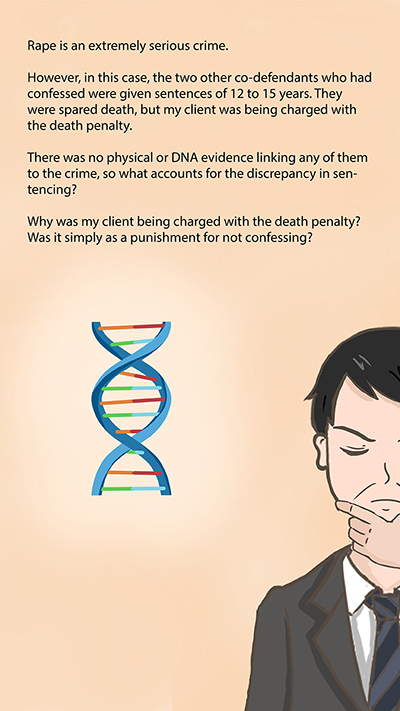 Rape is an extremely serious crime.
However, in this case, the two other co-defendants who had
confessed were given sentences of 12 to 15 years. They
were spared death, but my client was being charged with
the death penalty.
There was no physical or DNA evidence linking any of them
to the crime, so what accounts for the discrepancy in sen-
tencing?
Why was my client being charged with the death penalty?
Was it simply as a punishment for not confessing?